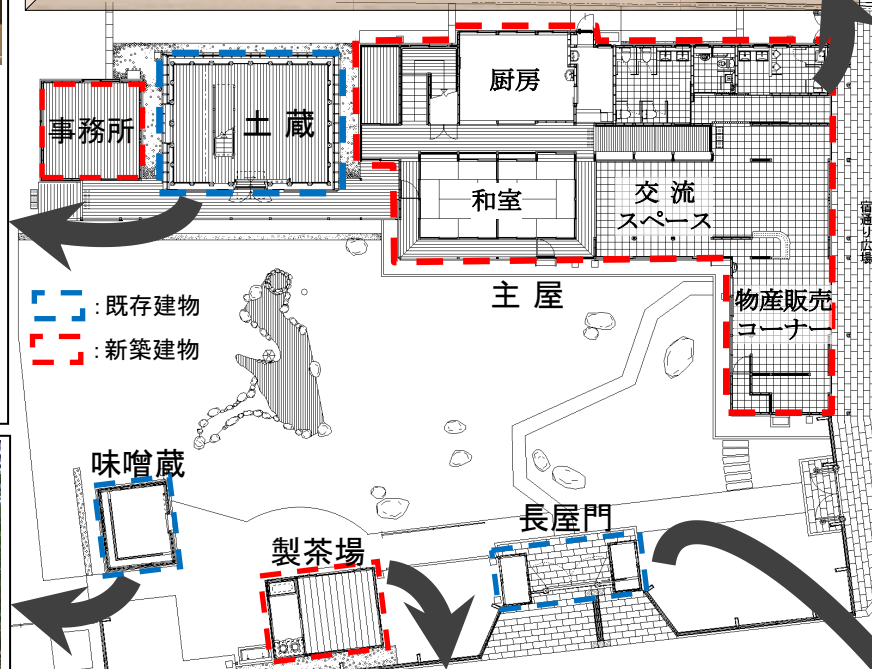 厨房
事務所
土蔵
和室
交流
スペース
宿通り広場
主屋
物産販売
コーナー
：既存建物
：新築建物
味噌蔵
長屋門
製茶場